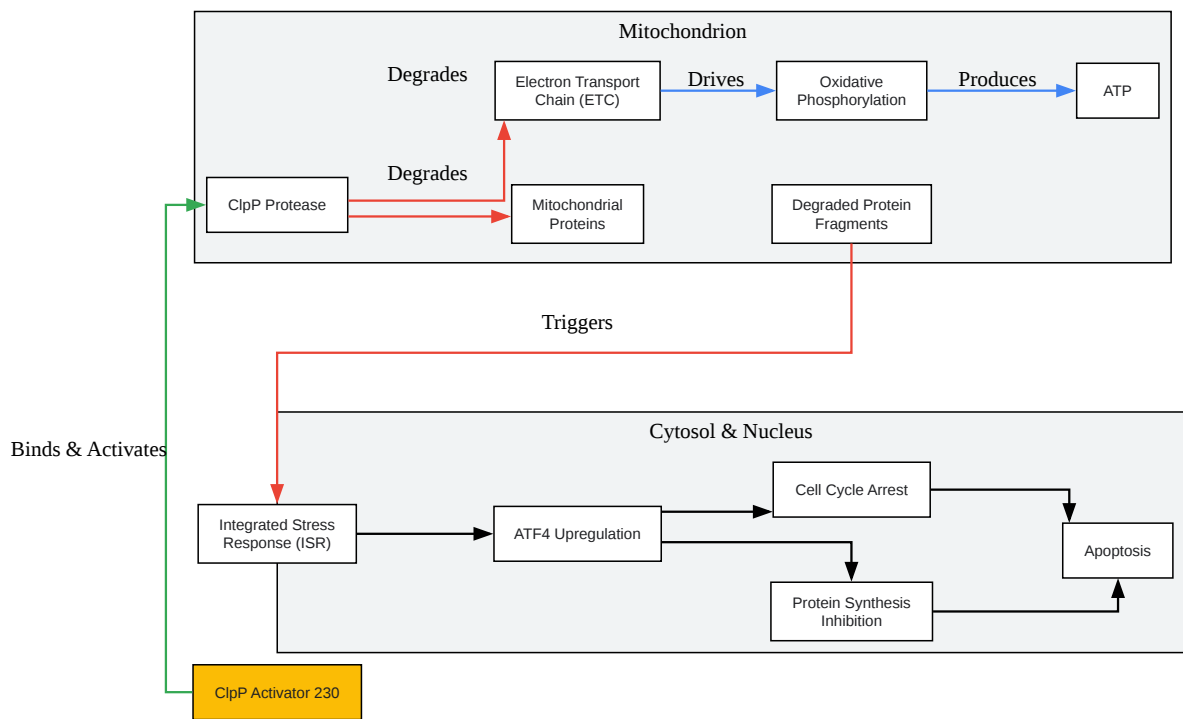 Mitochondrion
Degrades
Electron Transport
Chain (ETC)
Drives
Oxidative
Phosphorylation
Produces
ATP
Degrades
ClpP Protease
Mitochondrial
Proteins
Degraded Protein
Fragments
Triggers
Binds & Activates
Cytosol & Nucleus
Integrated Stress
Response (ISR)
ATF4 Upregulation
Cell Cycle Arrest
Protein Synthesis
Inhibition
Apoptosis
ClpP Activator 230